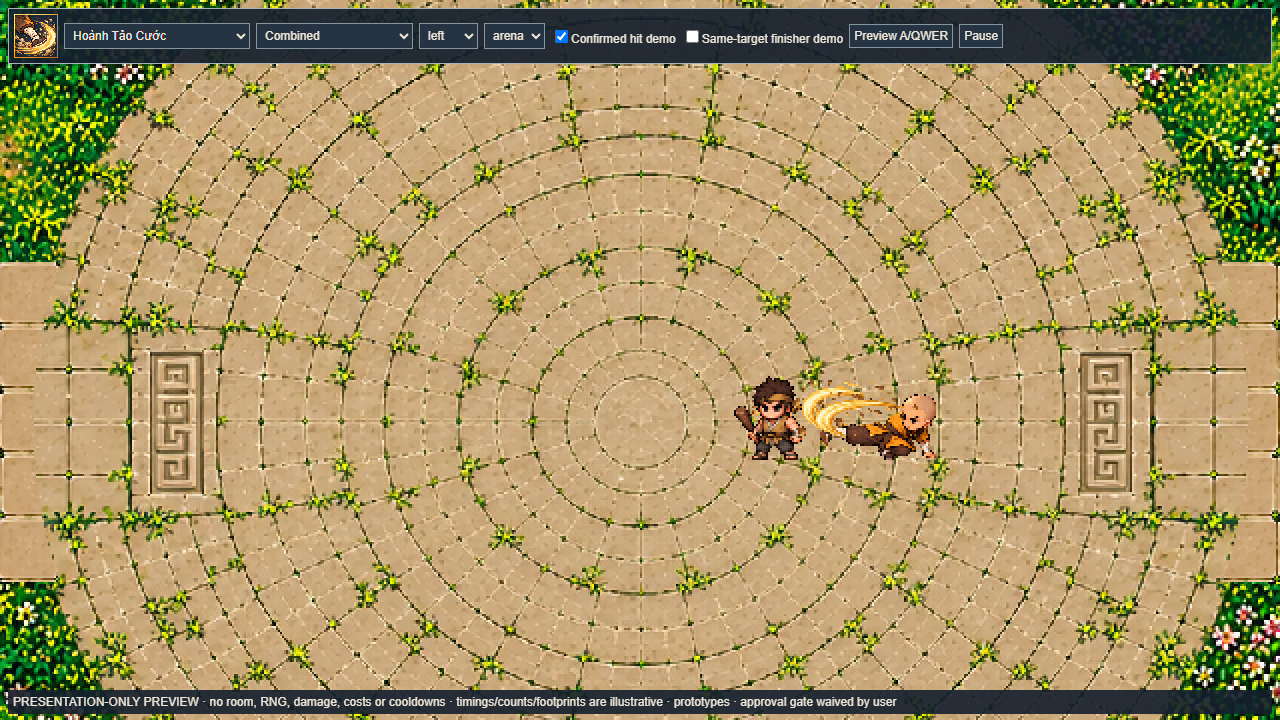 Hoành Tảo Cước Combined left arena Confirmed hit demo Same-target finisher demo Preview A/QWER Pause
PRESENTATION-ONLY PREVIEW · no room, RNG, damage, costs or cooldowns · timings/counts/footprints are illustrative · prototypes · approval gate waived by user